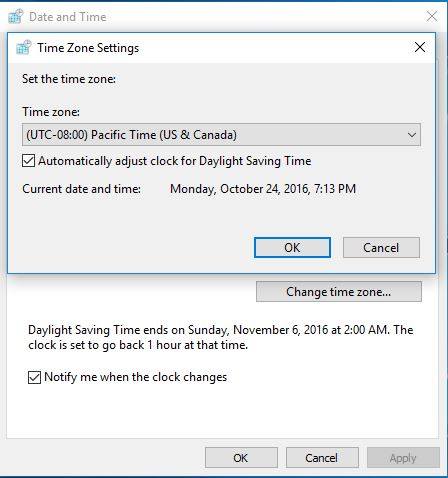 Date and Time
Time Zone Settings
Set the time zone:
Time zone:
(UTC-08:00) Pacific Time (US & Canada)
Automatically adjust clock for Daylight Saving Time
Current date and time: Monday, October 24, 2016, 7:13 PM
OK Cancel
Change time zone...
Daylight Saving Time ends on Sunday, November 6, 2016 at 2:00 AM. The
clock is set to go back 1 hour at that time.
Notify me when the clock changes
OK Cancel Apply